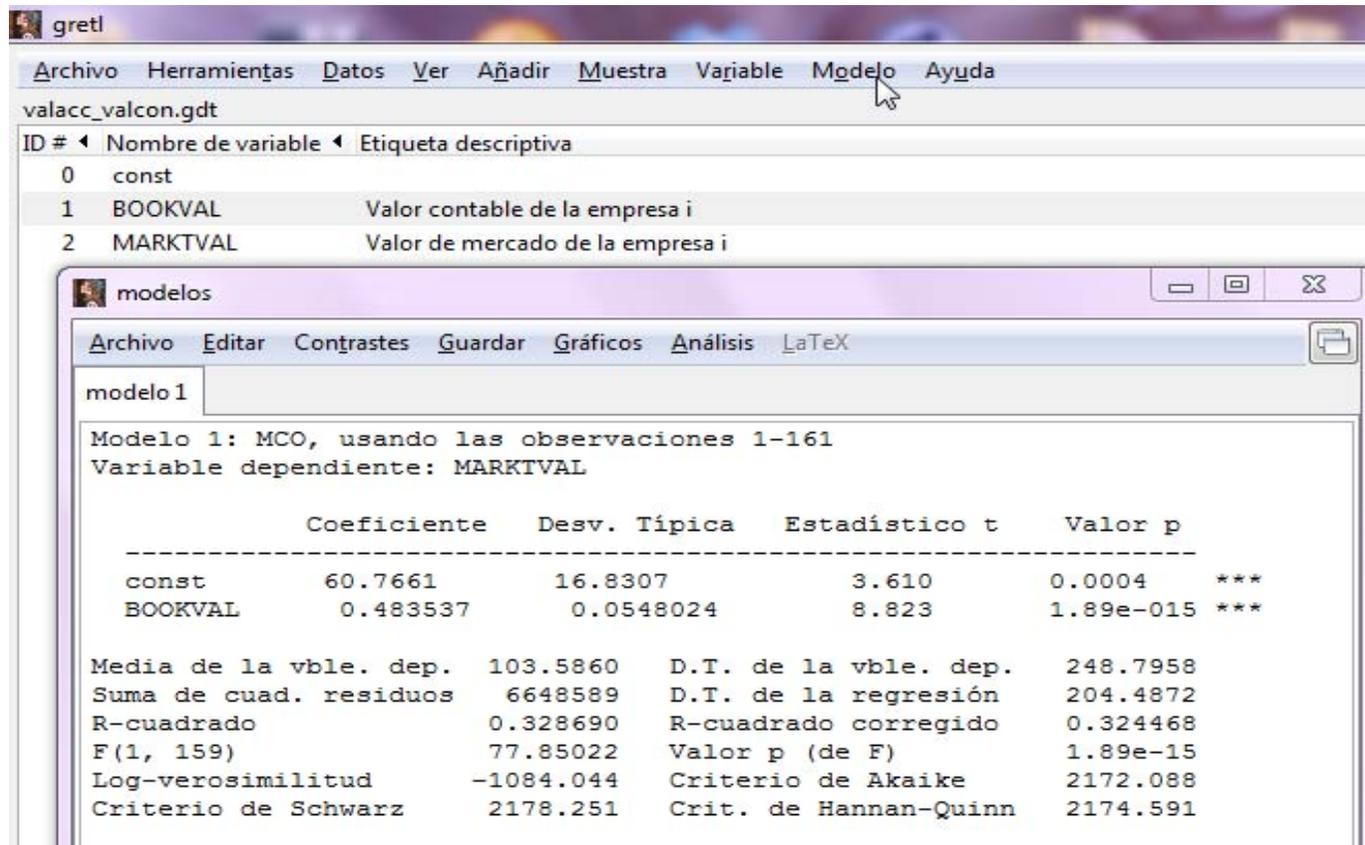 gretl
Archivo Herramientas Datos Ver Añadir Muestra Variable Modelo Ayuda
valacc_valcon.gdt
ID # Nombre de variable Etiqueta descriptiva
0 const
1 BOOKVAL Valor contable de la empresa i
2 MARKTVAL Valor de mercado de la empresa i
modelos
Archivo Editar Contrastes Guardar Gráficos Análisis LaTeX
modelo 1
Modelo 1: MCO, usando las observaciones 1-161
Variable dependiente: MARKTVAL
Coeficiente Desv. Típica Estadístico t Valor p
-----------------------------------------------------------------
const 60.7661 16.8307 3.610 0.0004 ***
BOOKVAL 0.483537 0.0548024 8.823 1.89e-015 ***
Media de la vble. dep. 103.5860 D.T. de la vble. dep. 248.7958
Suma de cuad. residuos 6648589 D.T. de la regresión 204.4872
R-cuadrado 0.328690 R-cuadrado corregido 0.324468
F(1, 159) 77.85022 Valor p (de F) 1.89e-15
Log-verosimilitud -1084.044 Criterio de Akaike 2172.088
Criterio de Schwarz 2178.251 Crit. de Hannan-Quinn 2174.591